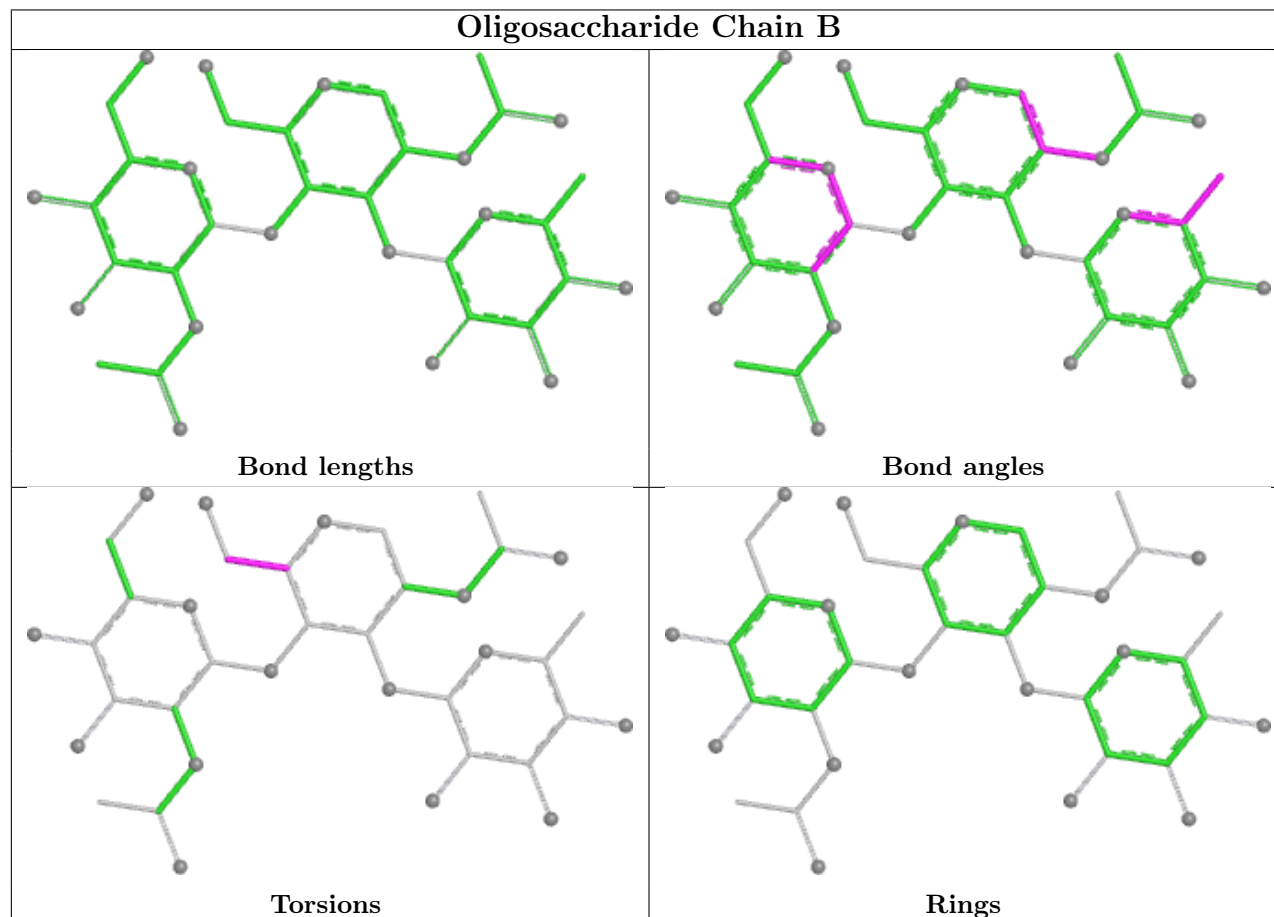 Oligosaccharide Chain B
Bond lengths
Bond angles
Torsions
Rings